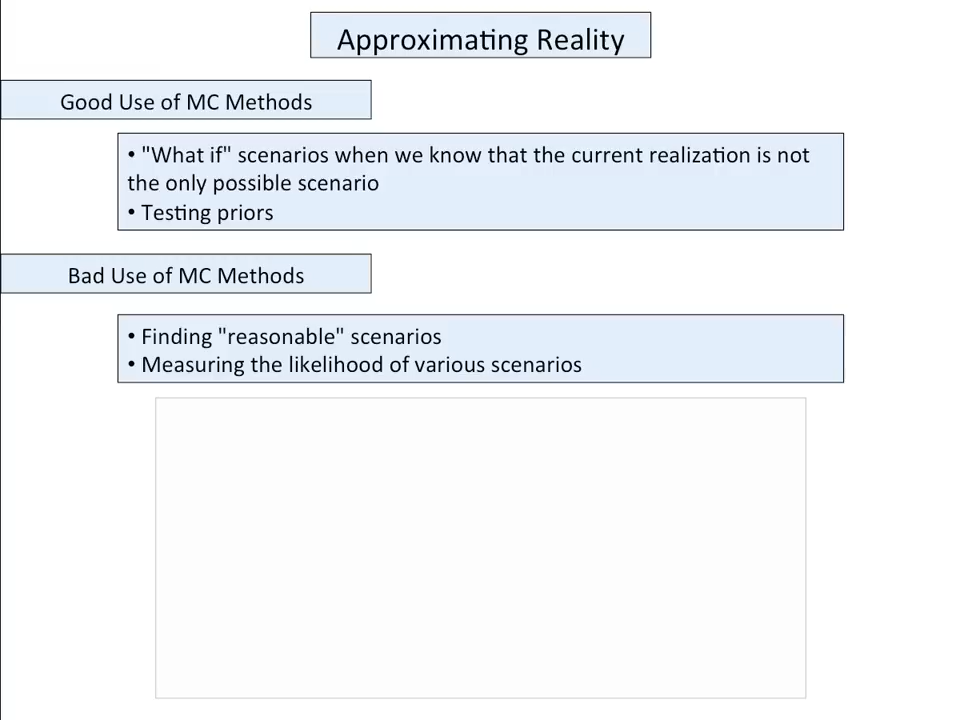 Approximating Reality
Good Use of MC Methods
• "What if" scenarios when we know that the current realization is not
the only possible scenario
• Testing priors
Bad Use of MC Methods
• Finding "reasonable" scenarios
• Measuring the likelihood of various scenarios